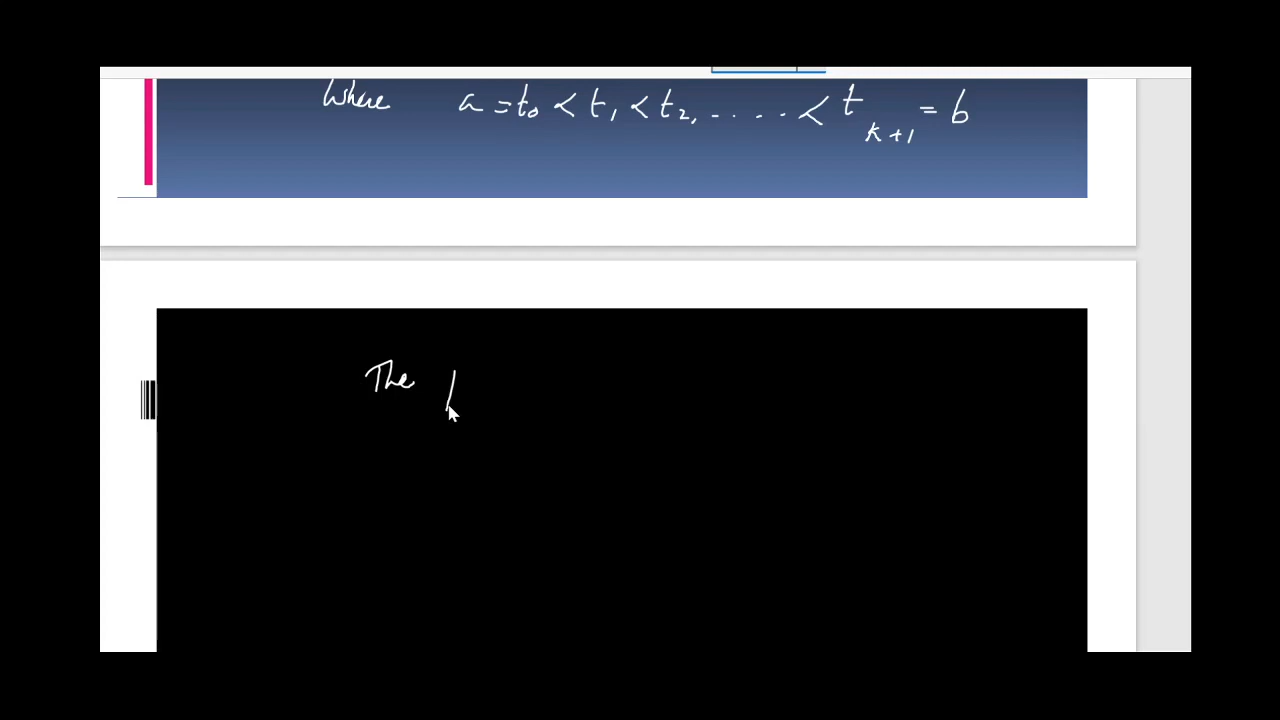 Where a = t₀ < t₁ < t₂, ..... < t_{k+1} = b
The